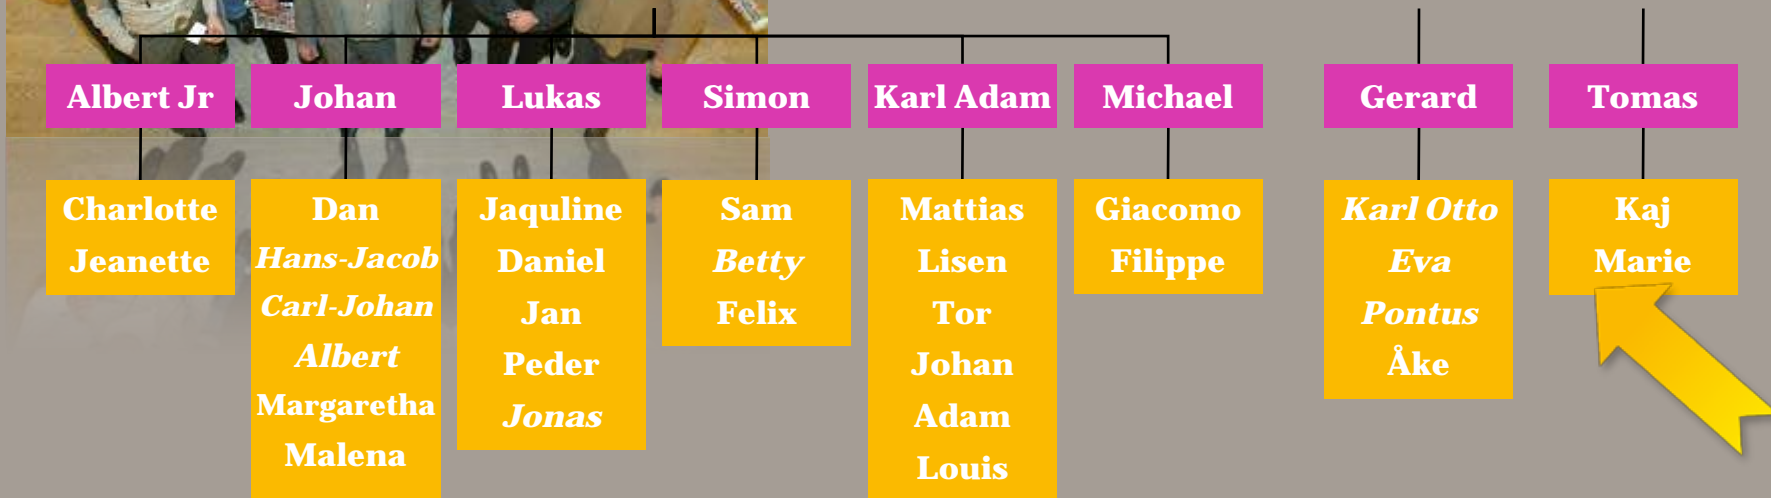 Albert Jr
Johan
Lukas
Simon
Karl Adam
Michael
Gerard
Tomas
Charlotte
Jeanette
Dan
Hans-Jacob
Carl-Johan
Albert
Margaretha
Malena
Jaquline
Daniel
Jan
Peder
Jonas
Sam
Betty
Felix
Mattias
Lisen
Tor
Johan
Adam
Louis
Giacomo
Filippe
Karl Otto
Eva
Pontus
Åke
Kaj
Marie